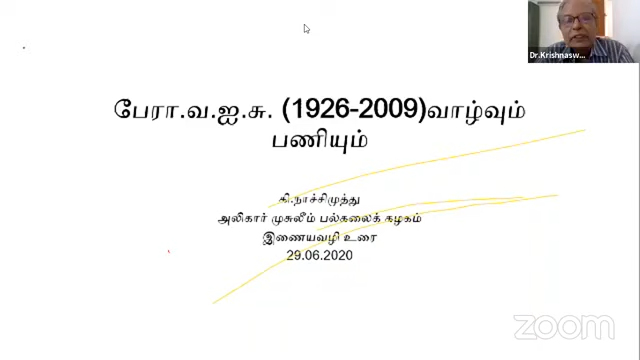 Dr.Krishnasw...
பேரா.வ.ஐ.சு. (1926-2009)வாழ்வும்
பணியும்
கி.நாச்சிமுத்து
அலிகார் முசுலீம் பல்கலைக் கழகம்
இணையவழி உரை
29.06.2020
zoom